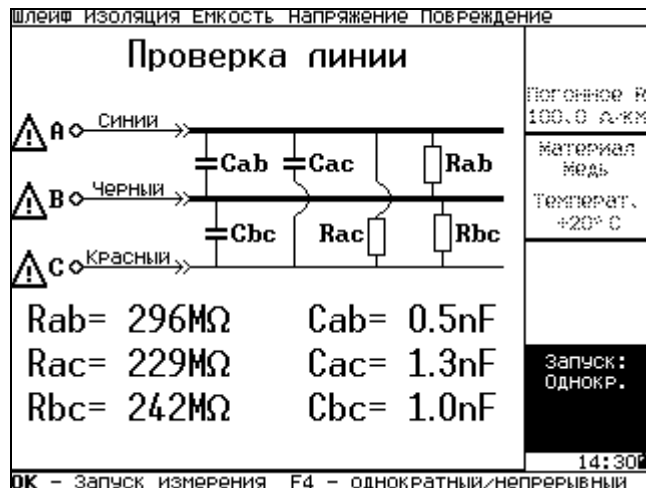 Шлейф Изоляция Емкость Напряжение Повреждение
Проверка линии
Погонное R
100.0 Ω/км
Материал
Медь
Температ.
+20° C
A Синий
Cab Cac Rab
B Черный
Cbc Rac Rbc
C Красный
Rab= 296MΩ Cab= 0.5nF
Rac= 229MΩ Cac= 1.3nF
Rbc= 242MΩ Cbc= 1.0nF
Запуск:
Однокр.
14:30
OK - Запуск измерения F4 - однократный/непрерывный